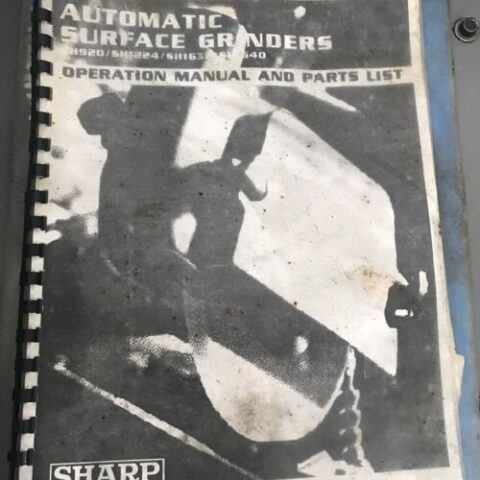 AUTOMATIC
SURFACE GRINDERS
OPERATION MANUAL AND PARTS LIST
SHARP